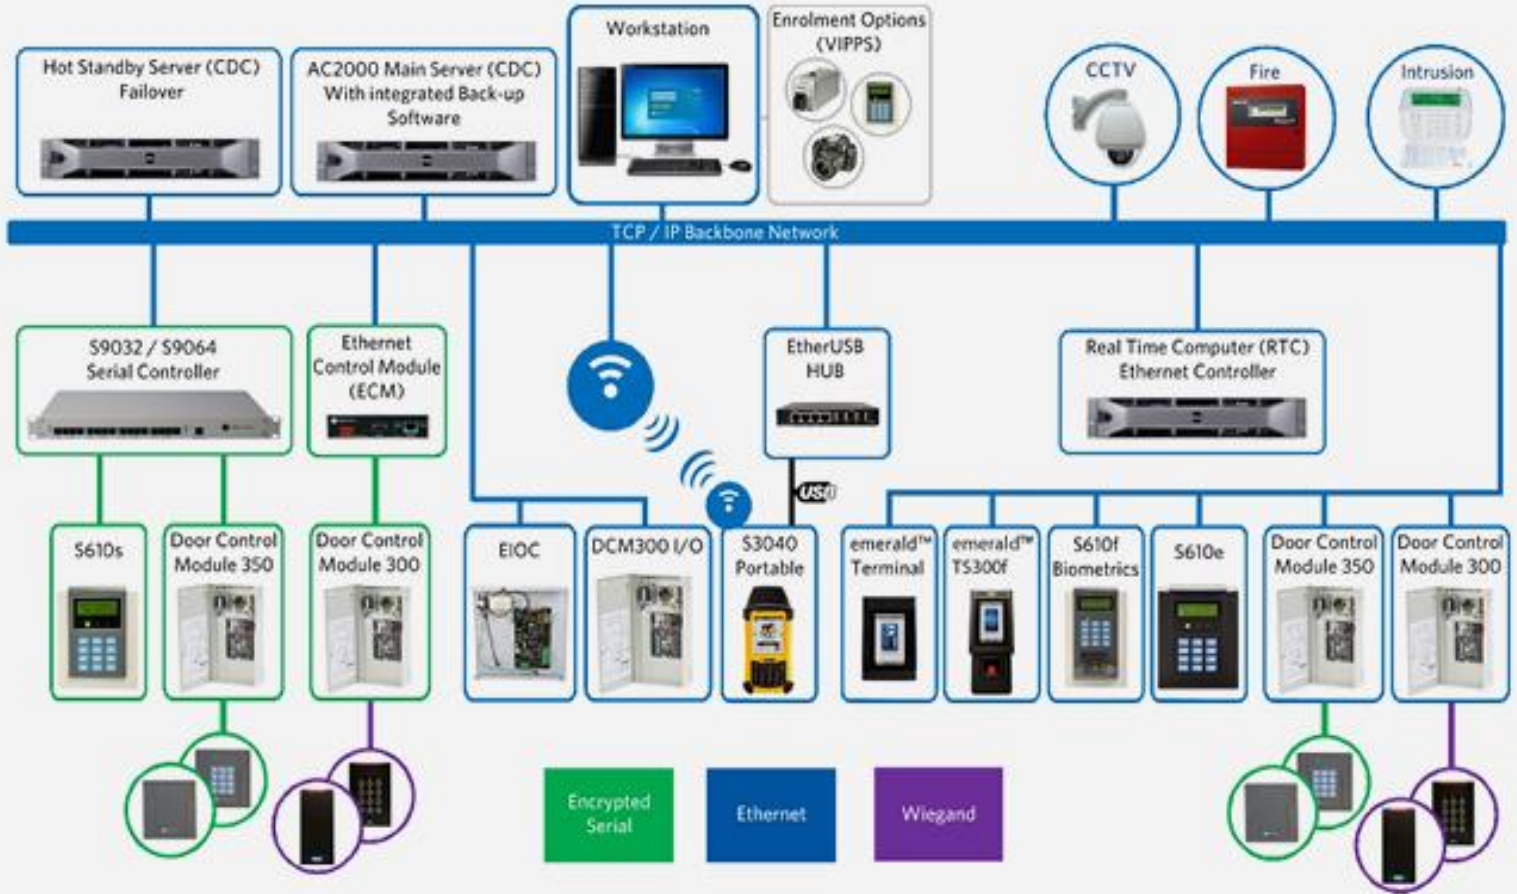 Hot Standby Server (CDC)
Failover
AC2000 Main Server (CDC)
With integrated Back-up
Software
Workstation
Enrolment Options
(VIPPS)
CCTV
Fire
Intrusion
TCP / IP Backbone Network
S9032 / S9064
Serial Controller
Ethernet
Control Module
(ECM)
EtherUSB
HUB
Real Time Computer (RTC)
Ethernet Controller
USB
S610s
Door Control
Module 350
Door Control
Module 300
EIOC
DCM300 I/O
S3040
Portable
emerald™
Terminal
emerald™
TS300f
S610f
Biometrics
S610e
Door Control
Module 350
Door Control
Module 300
Encrypted
Serial
Ethernet
Wiegand